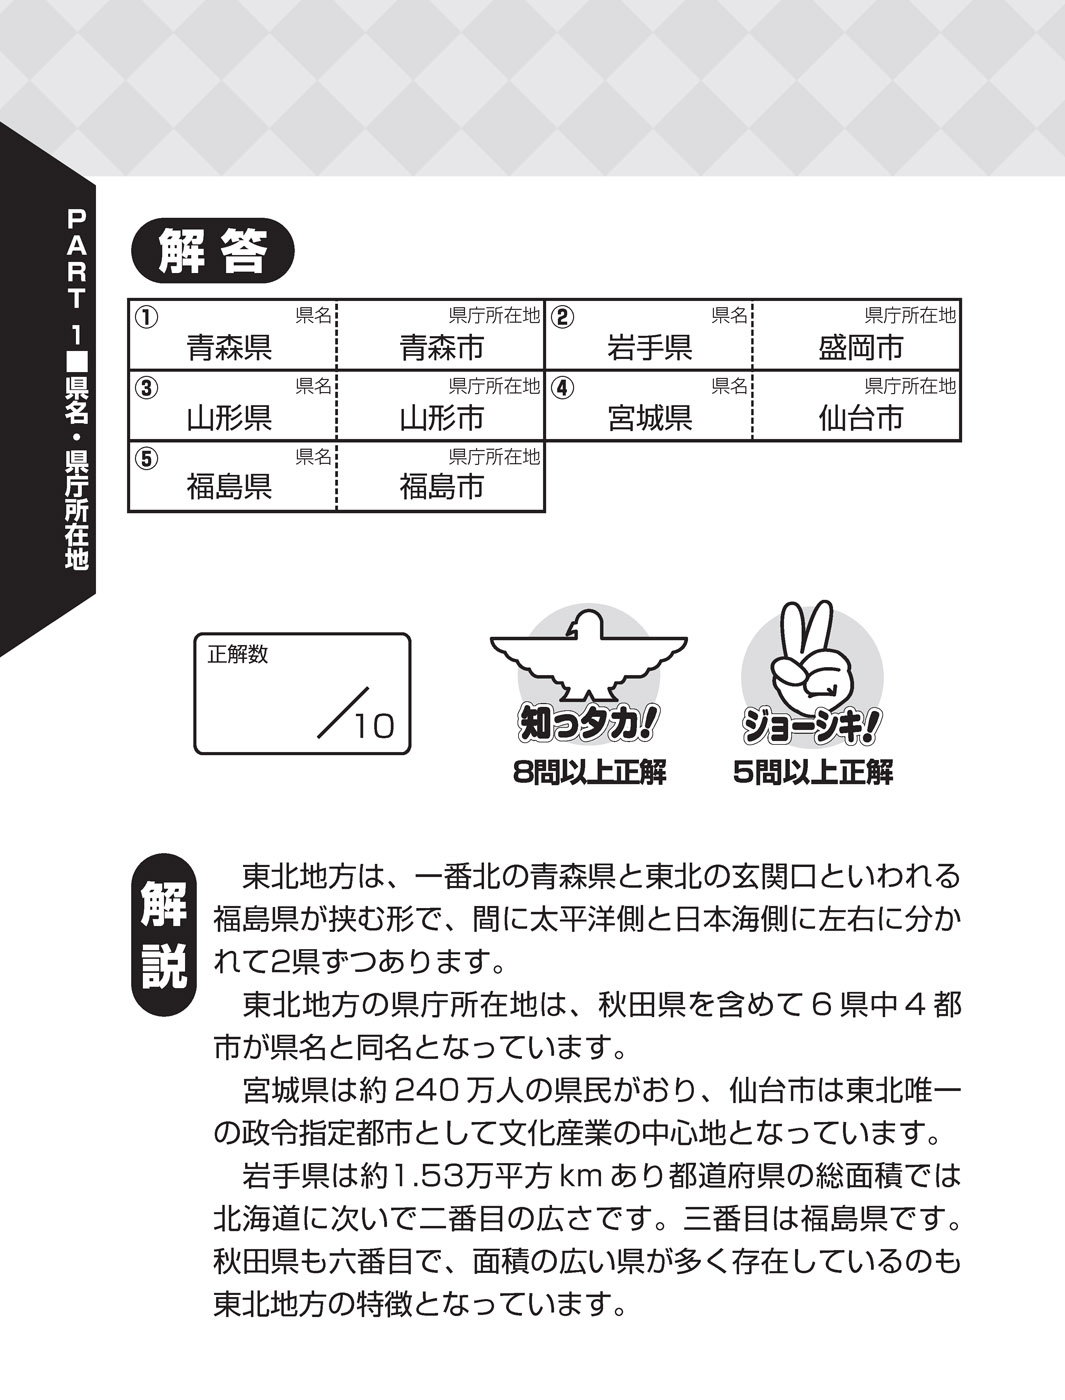 PART 1■県名・県庁所在地
解答
① 県名 青森県 県庁所在地 青森市 ② 県名 岩手県 県庁所在地 盛岡市
③ 県名 山形県 県庁所在地 山形市 ④ 県名 宮城県 県庁所在地 仙台市
⑤ 県名 福島県 県庁所在地 福島市
正解数
／10
知っタカ！
8問以上正解
ジョーシキ！
5問以上正解
解説
東北地方は、一番北の青森県と東北の玄関口といわれる
福島県が挟む形で、間に太平洋側と日本海側に左右に分か
れて2県ずつあります。
東北地方の県庁所在地は、秋田県を含めて6県中4都
市が県名と同名となっています。
宮城県は約240万人の県民がおり、仙台市は東北唯一
の政令指定都市として文化産業の中心地となっています。
岩手県は約1.53万平方kmあり都道府県の総面積では
北海道に次いで二番目の広さです。三番目は福島県です。
秋田県も六番目で、面積の広い県が多く存在しているのも
東北地方の特徴となっています。